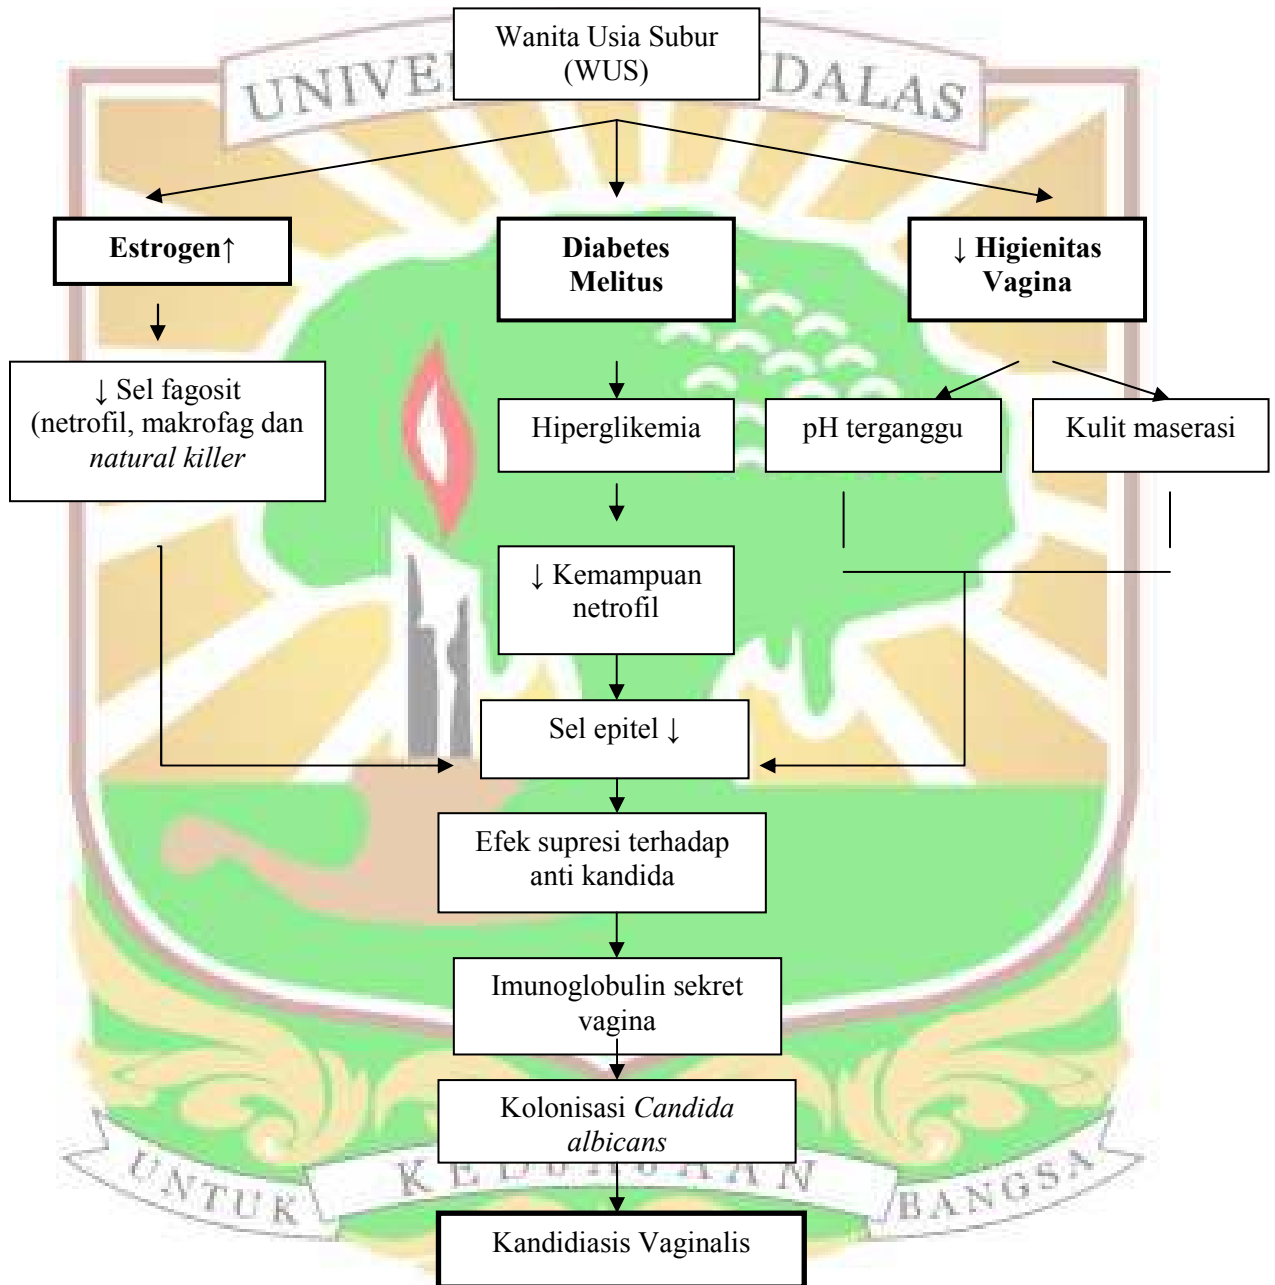 Wanita Usia Subur
(WUS)
UNIVE DALAS
Estrogen↑
Diabetes
Melitus
↓ Higienitas
Vagina
↓ Sel fagosit
(netrofil, makrofag dan
natural killer
Hiperglikemia
pH terganggu
Kulit maserasi
↓ Kemampuan
netrofil
Sel epitel ↓
Efek supresi terhadap
anti kandida
Imunoglobulin sekret
vagina
Kolonisasi Candida
albicans
UNTUK KEDJAJAAN BANGSA
Kandidiasis Vaginalis